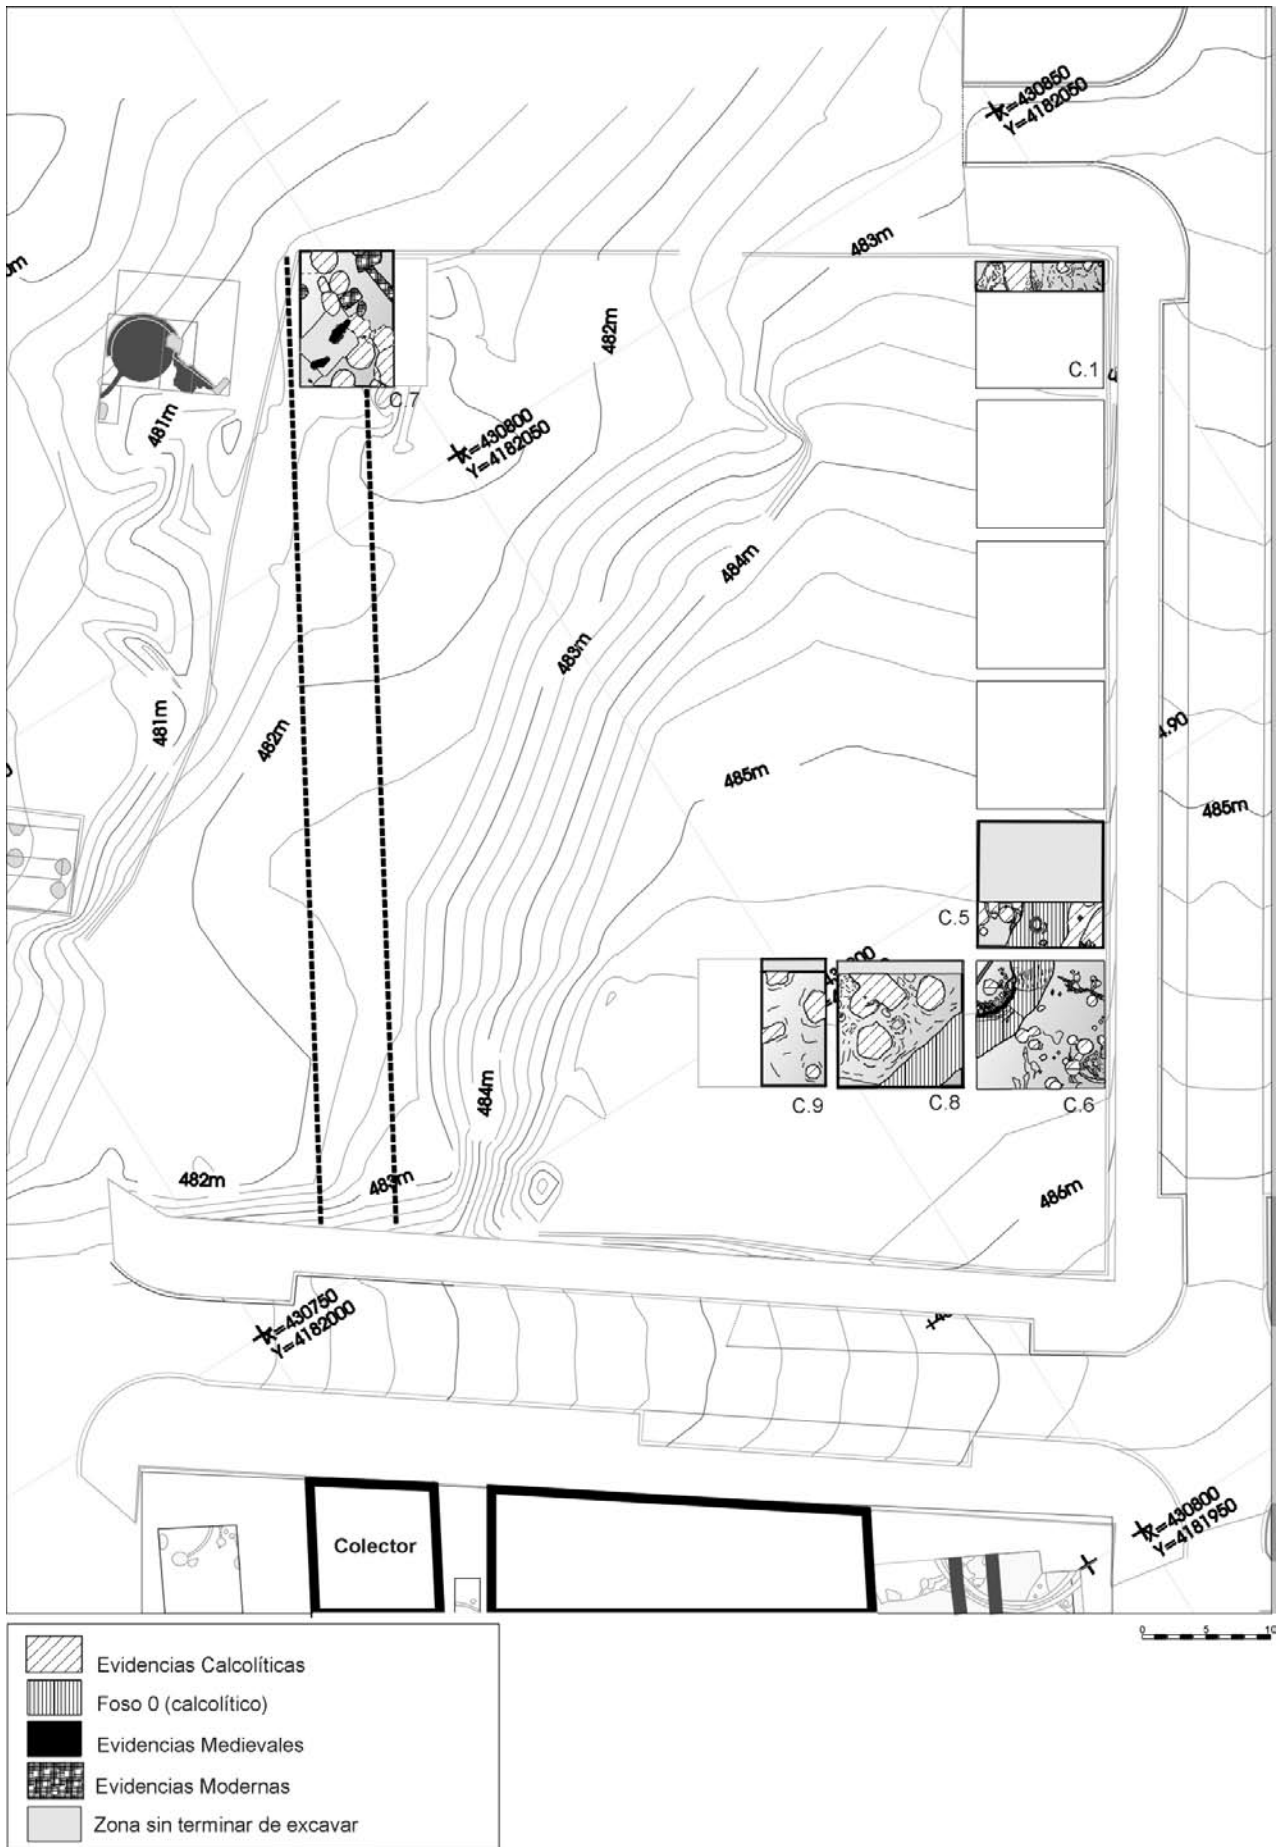 X=430850
Y=4182050
483m
482m
C.1
C.7
481m
X=430800
Y=4182050
484m
483m
481m
482m
485m
4.90
485m
C.5
C.9
C.8
C.6
484m
482m
483m
486m
X=430750
Y=4182000
X=430800
Y=4181950
Colector
0 5 10
Evidencias Calcolíticas
Foso 0 (calcolítico)
Evidencias Medievales
Evidencias Modernas
Zona sin terminar de excavar